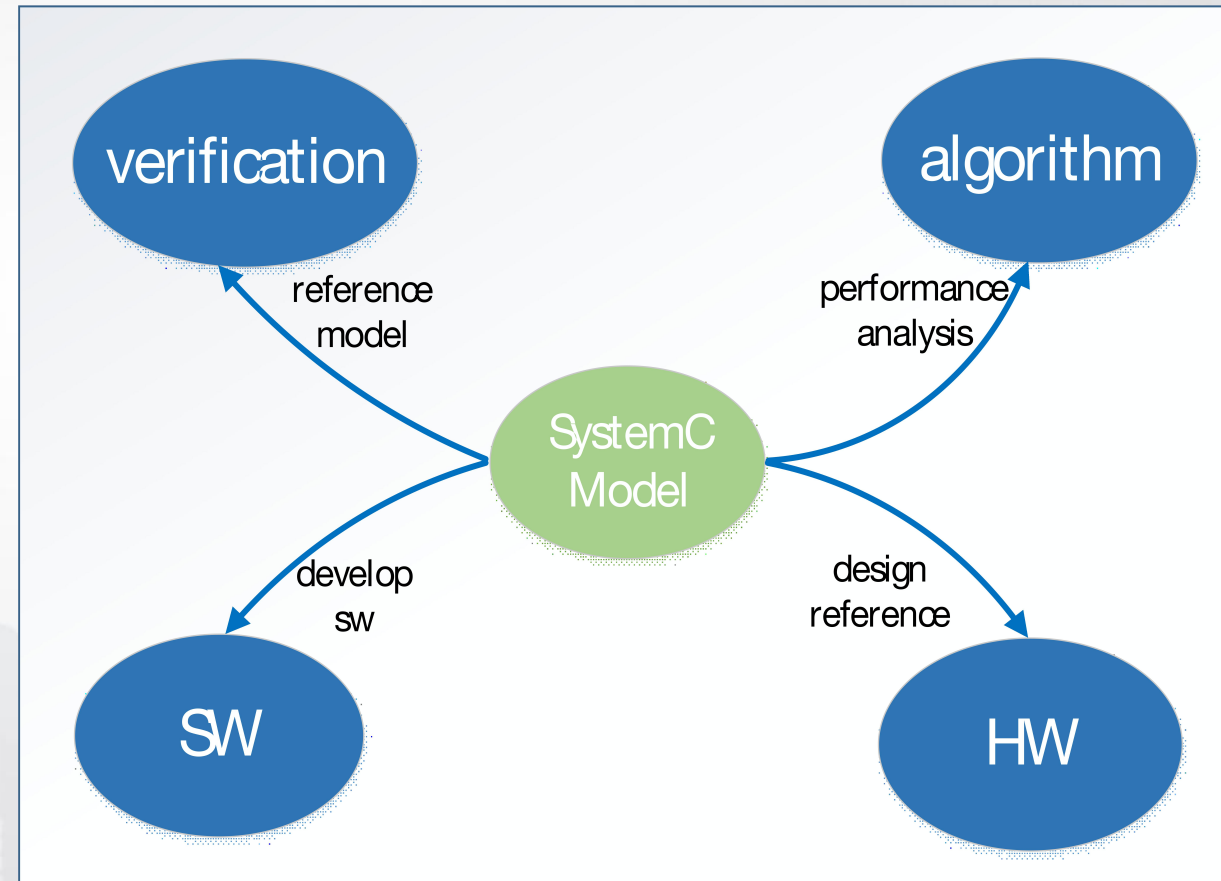 verification
algorithm
reference
model
performance
analysis
SystemC
Model
develop
sw
design
reference
SW
HW